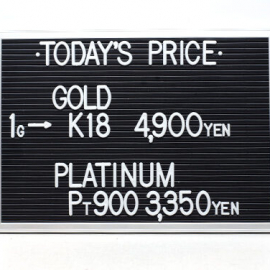 ·TODAY'S PRICE·
GOLD
1G→ K18 4,900YEN
PLATINUM
PT900 3,350YEN